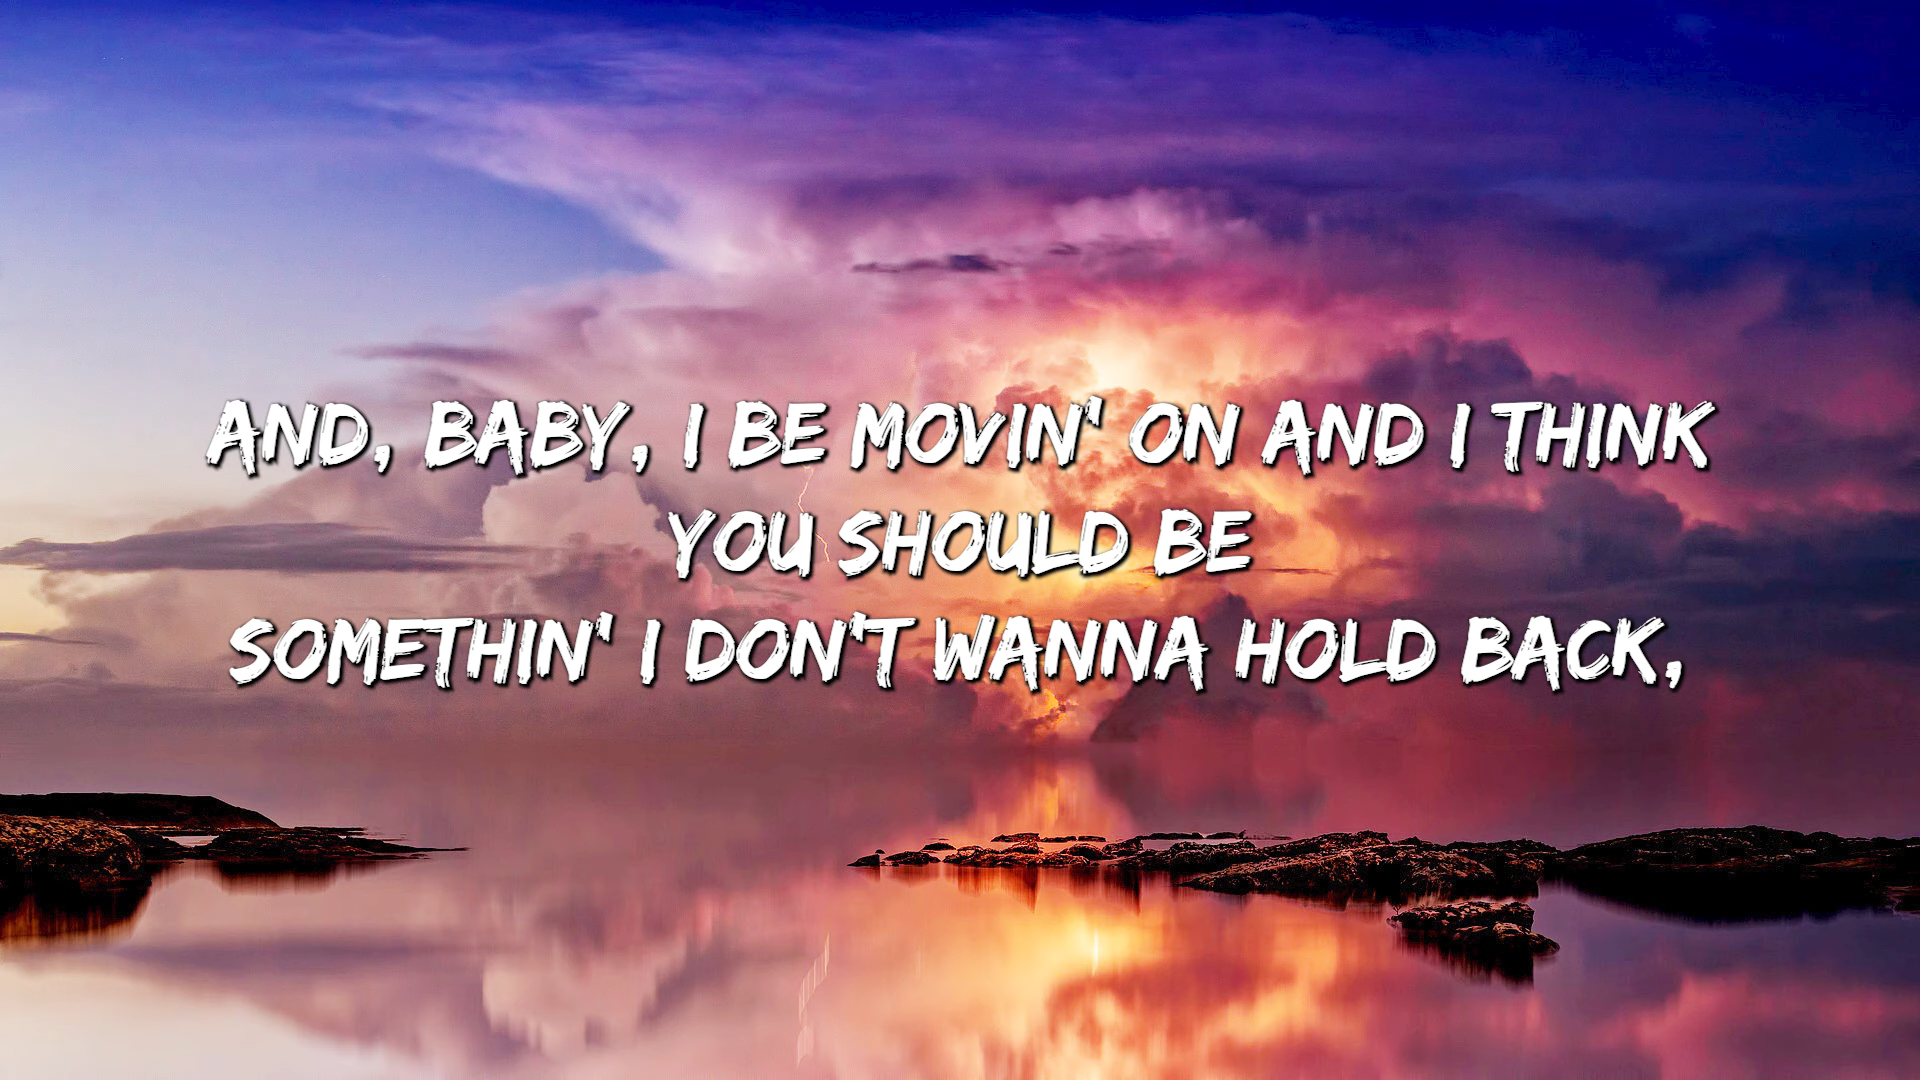 AND, BABY, I BE MOVIN' ON AND I THINK
YOU SHOULD BE
SOMETHIN' I DON'T WANNA HOLD BACK,